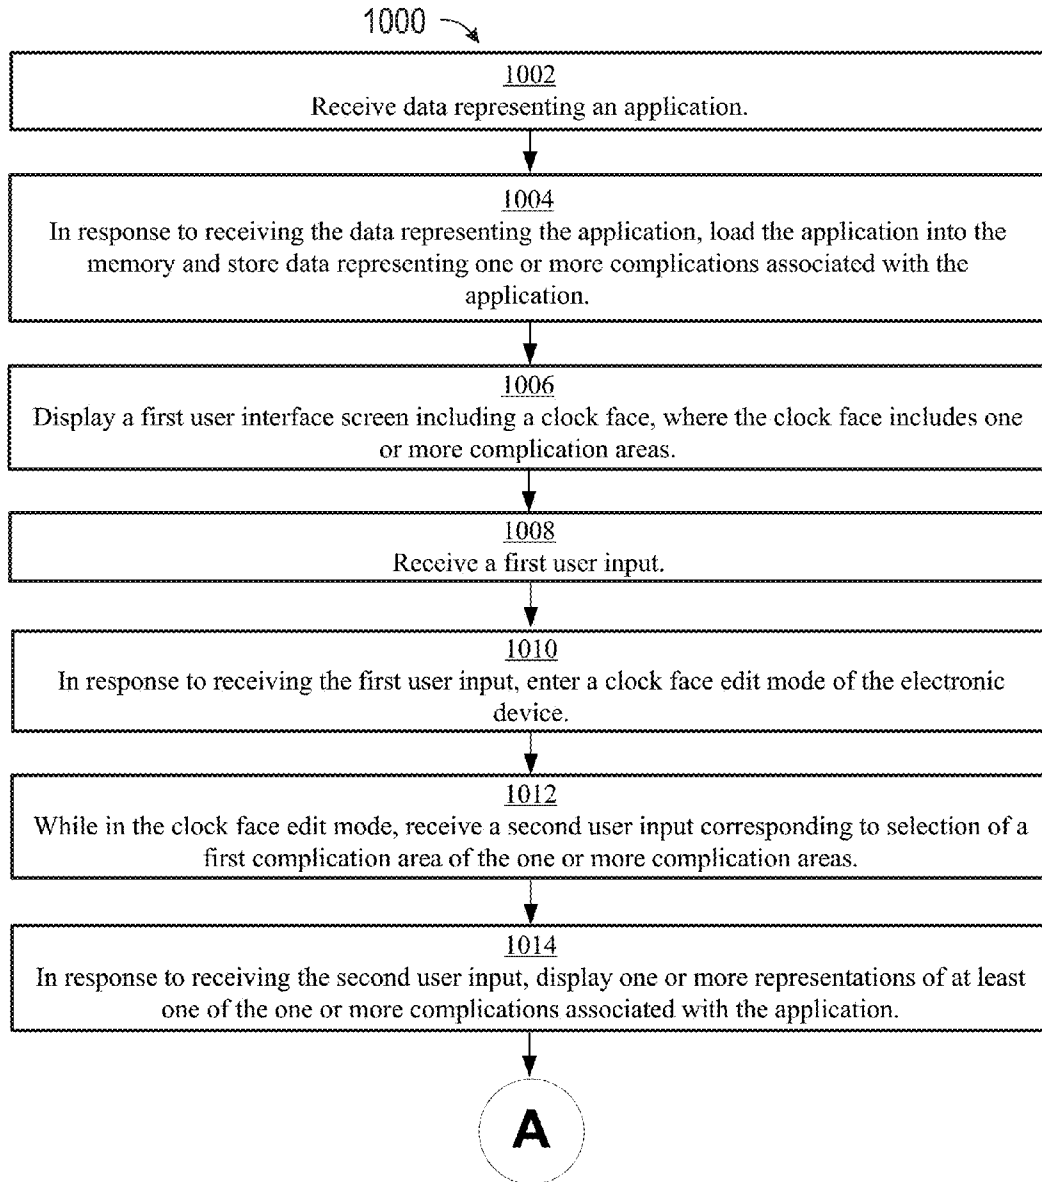 1000
1002
Receive data representing an application.
1004
In response to receiving the data representing the application, load the application into the
memory and store data representing one or more complications associated with the
application.
1006
Display a first user interface screen including a clock face, where the clock face includes one
or more complication areas.
1008
Receive a first user input.
1010
In response to receiving the first user input, enter a clock face edit mode of the electronic
device.
1012
While in the clock face edit mode, receive a second user input corresponding to selection of a
first complication area of the one or more complication areas.
1014
In response to receiving the second user input, display one or more representations of at least
one of the one or more complications associated with the application.
A